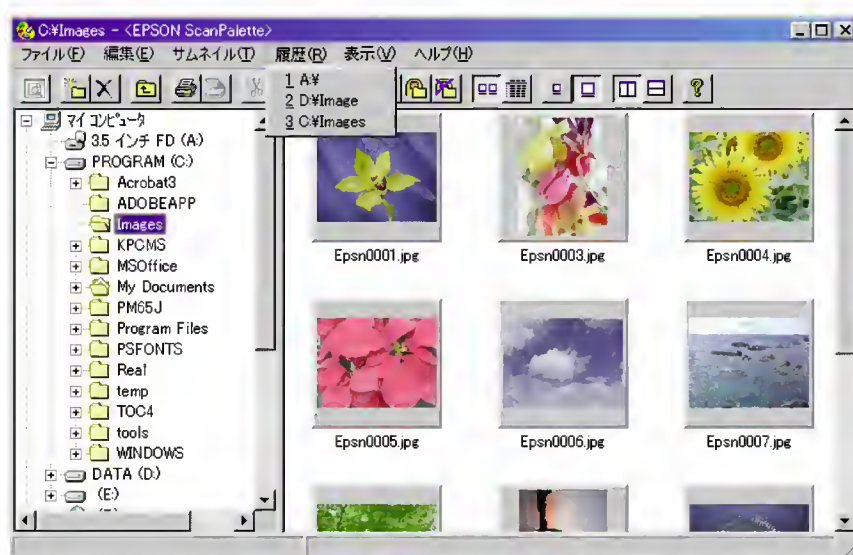 C:¥Images - <EPSON ScanPalette>
ファイル(F) 編集(E) サムネイル(T) 履歴(R) 表示(V) ヘルプ(H)
1 A:¥
2 D:¥Image
3 C:¥Images
マイ コンピュータ
3.5 インチ FD (A:)
PROGRAM (C:)
Acrobat3
ADOBEAPP
Images
KPCMS
MSOffice
My Documents
PM65J
Program Files
PSFONTS
Real
temp
TOC4
tools
WINDOWS
DATA (D:)
(E:)
Epsn0001.jpg Epsn0003.jpg Epsn0004.jpg
Epsn0005.jpg Epsn0006.jpg Epsn0007.jpg